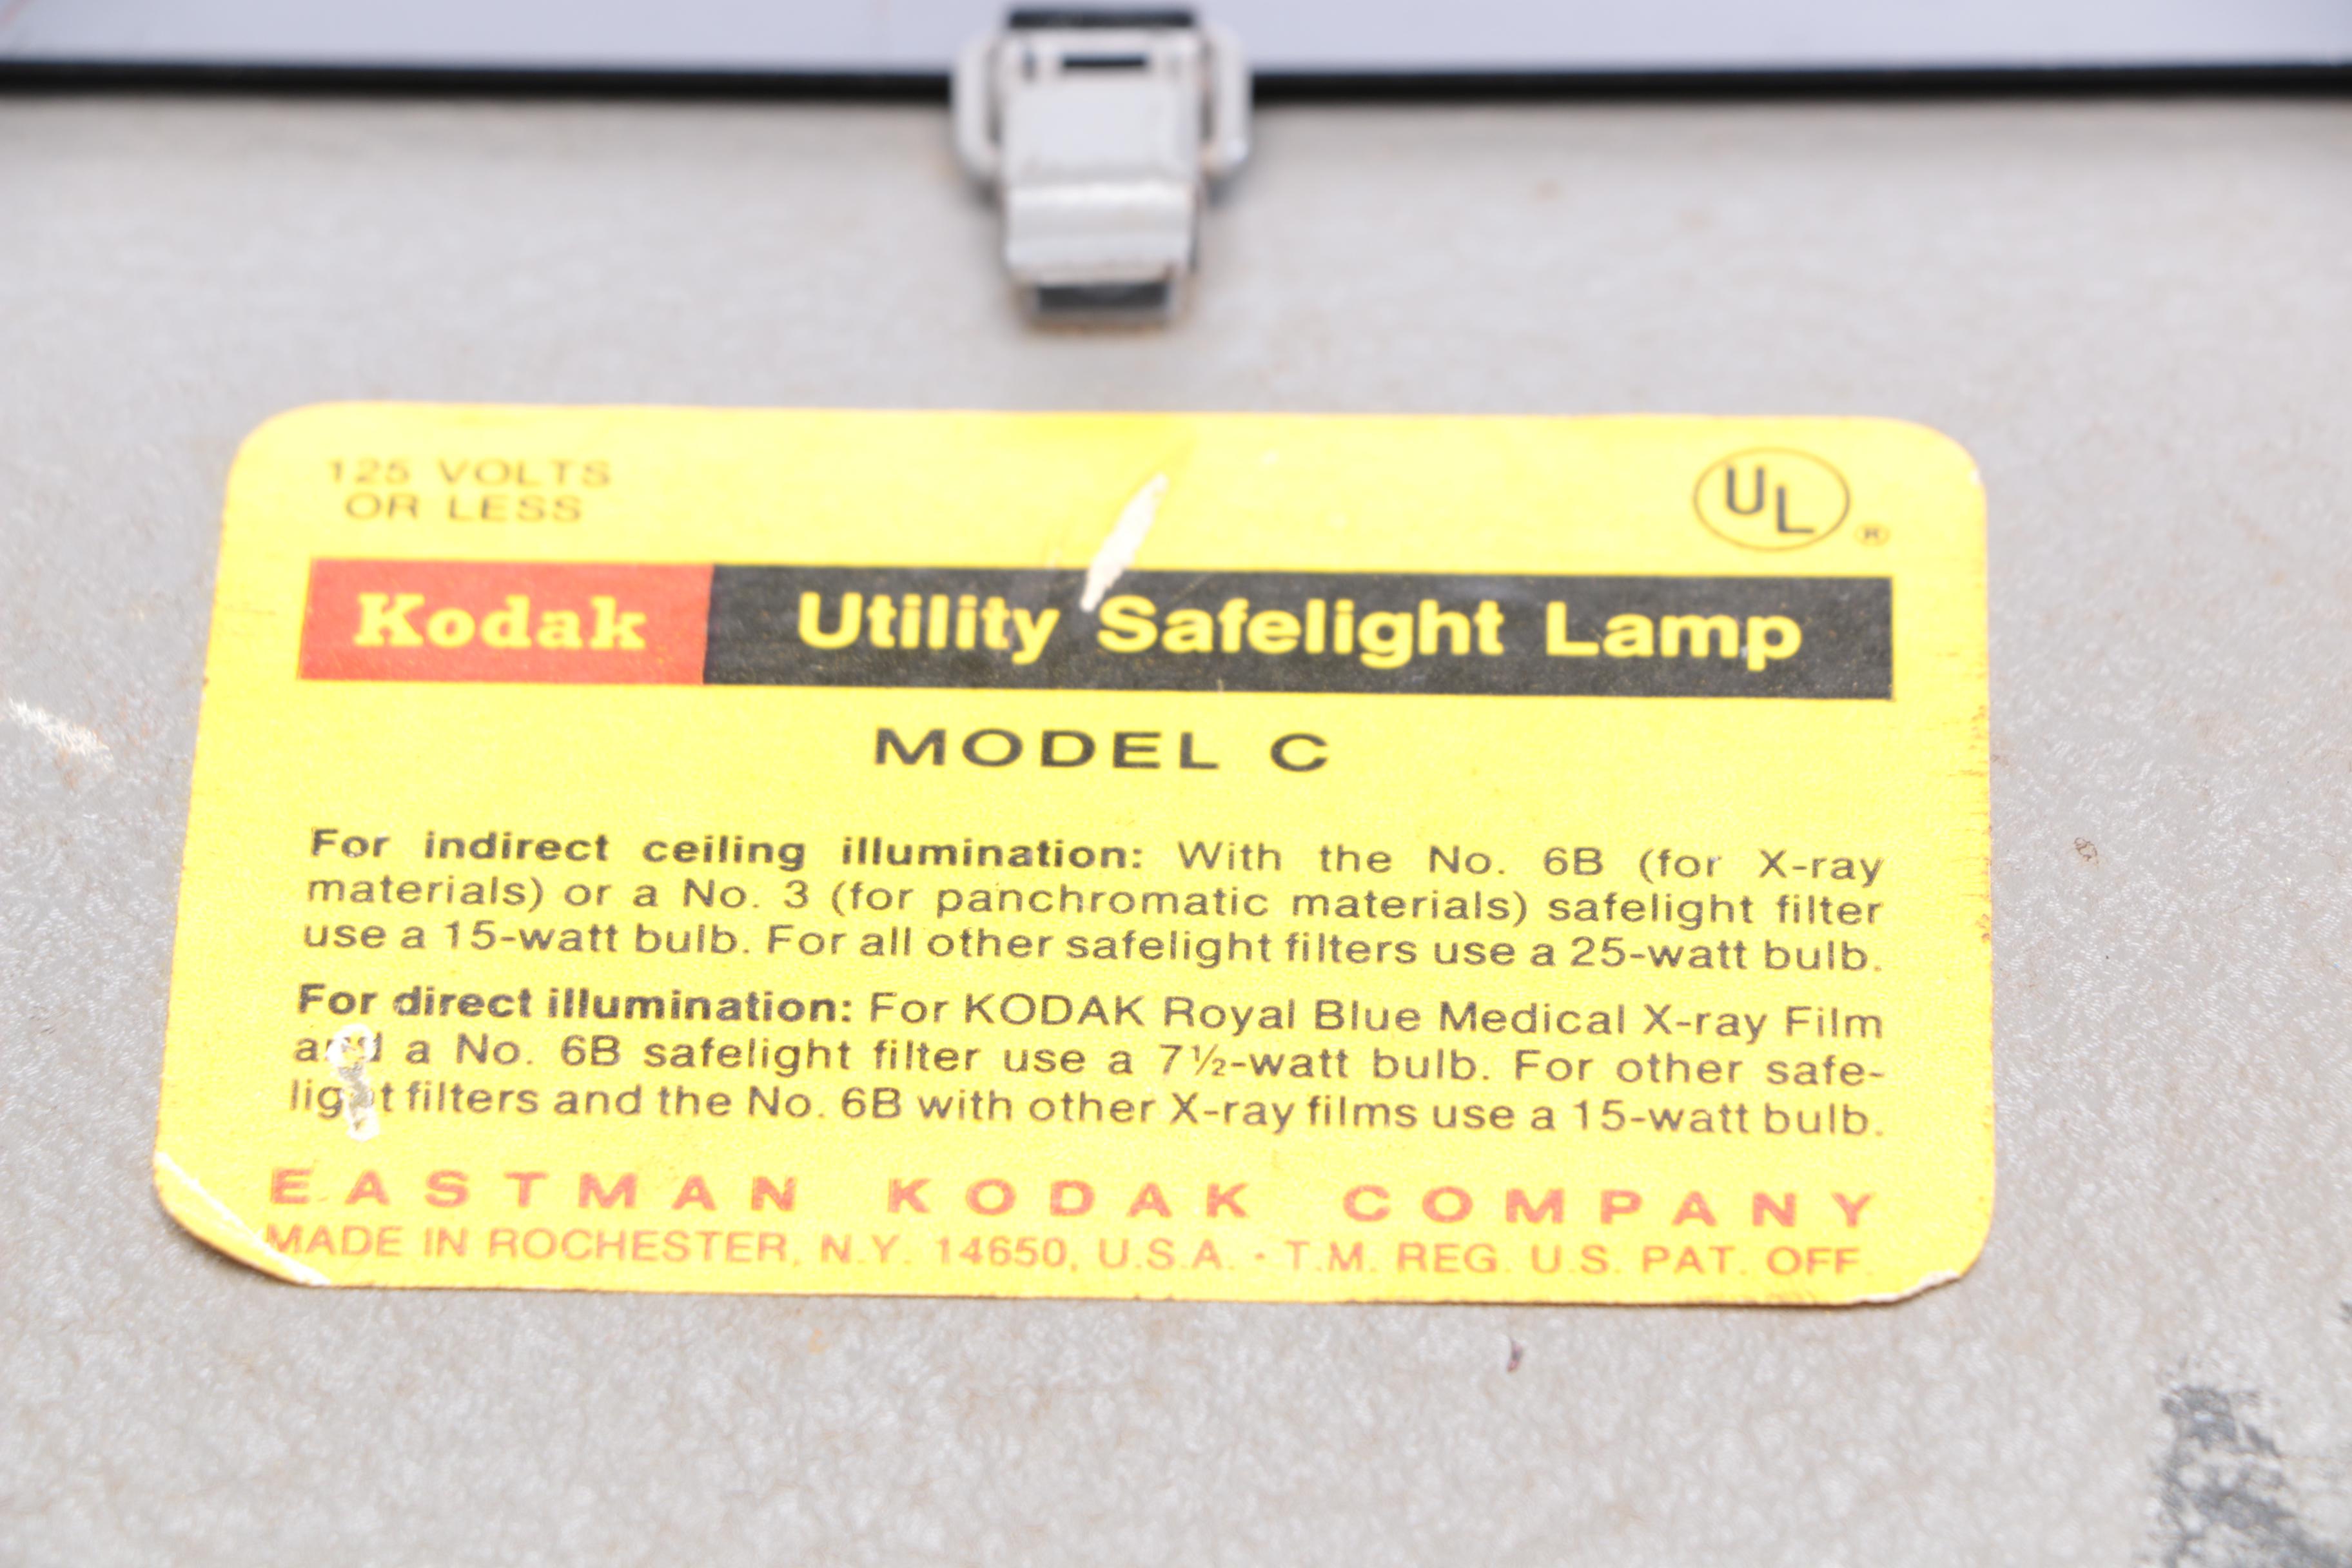 125 VOLTS
OR LESS
UL ®
Kodak Utility Safelight Lamp
MODEL C
For indirect ceiling illumination: With the No. 6B (for X-ray
materials) or a No. 3 (for panchromatic materials) safelight filter
use a 15-watt bulb. For all other safelight filters use a 25-watt bulb.
For direct illumination: For KODAK Royal Blue Medical X-ray Film
and a No. 6B safelight filter use a 7½-watt bulb. For other safe-
light filters and the No. 6B with other X-ray films use a 15-watt bulb.
EASTMAN KODAK COMPANY
MADE IN ROCHESTER, N.Y. 14650, U.S.A. · T.M. REG. U.S. PAT. OFF.